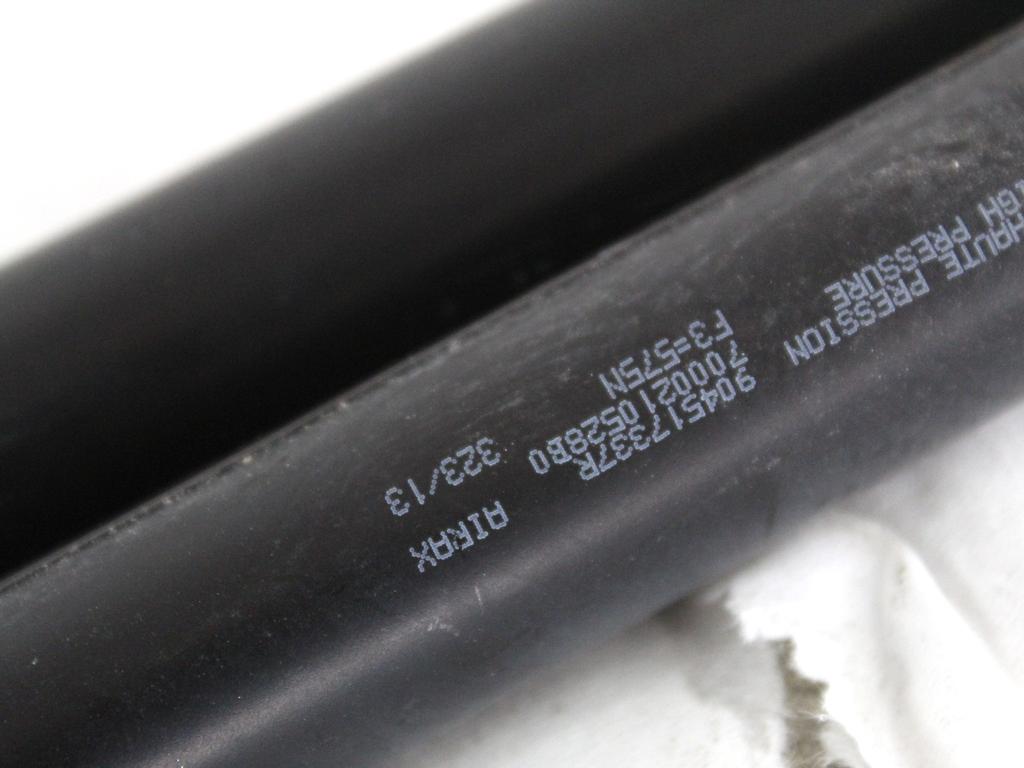 HAUTE PRESSION 904517337R AIRAX
IGH PRESSURE 7000210528B0
F3=575N 323/13